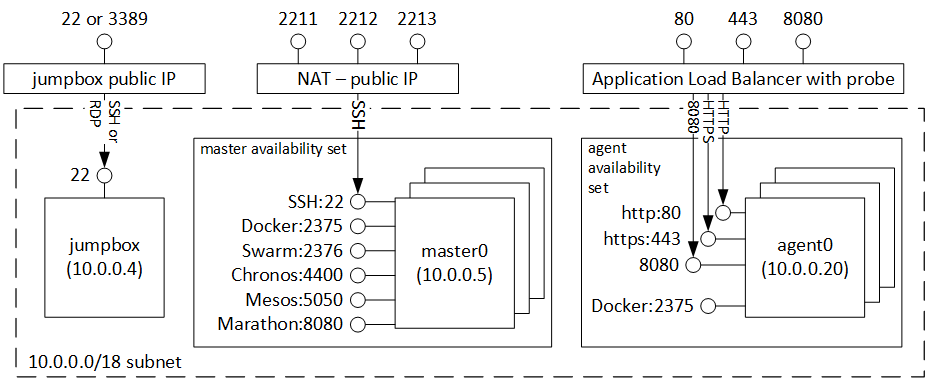 22 or 3389
2211 2212 2213
80 443 8080
jumpbox public IP
NAT – public IP
Application Load Balancer with probe
SSH or
RDP
SSH
8080
HTTPS
HTTP
22
jumpbox
(10.0.0.4)
master availability set
SSH:22
Docker:2375
Swarm:2376
Chronos:4400
Mesos:5050
Marathon:8080
master0
(10.0.0.5)
agent
availability
set
http:80
https:443
8080
Docker:2375
agent0
(10.0.0.20)
10.0.0.0/18 subnet